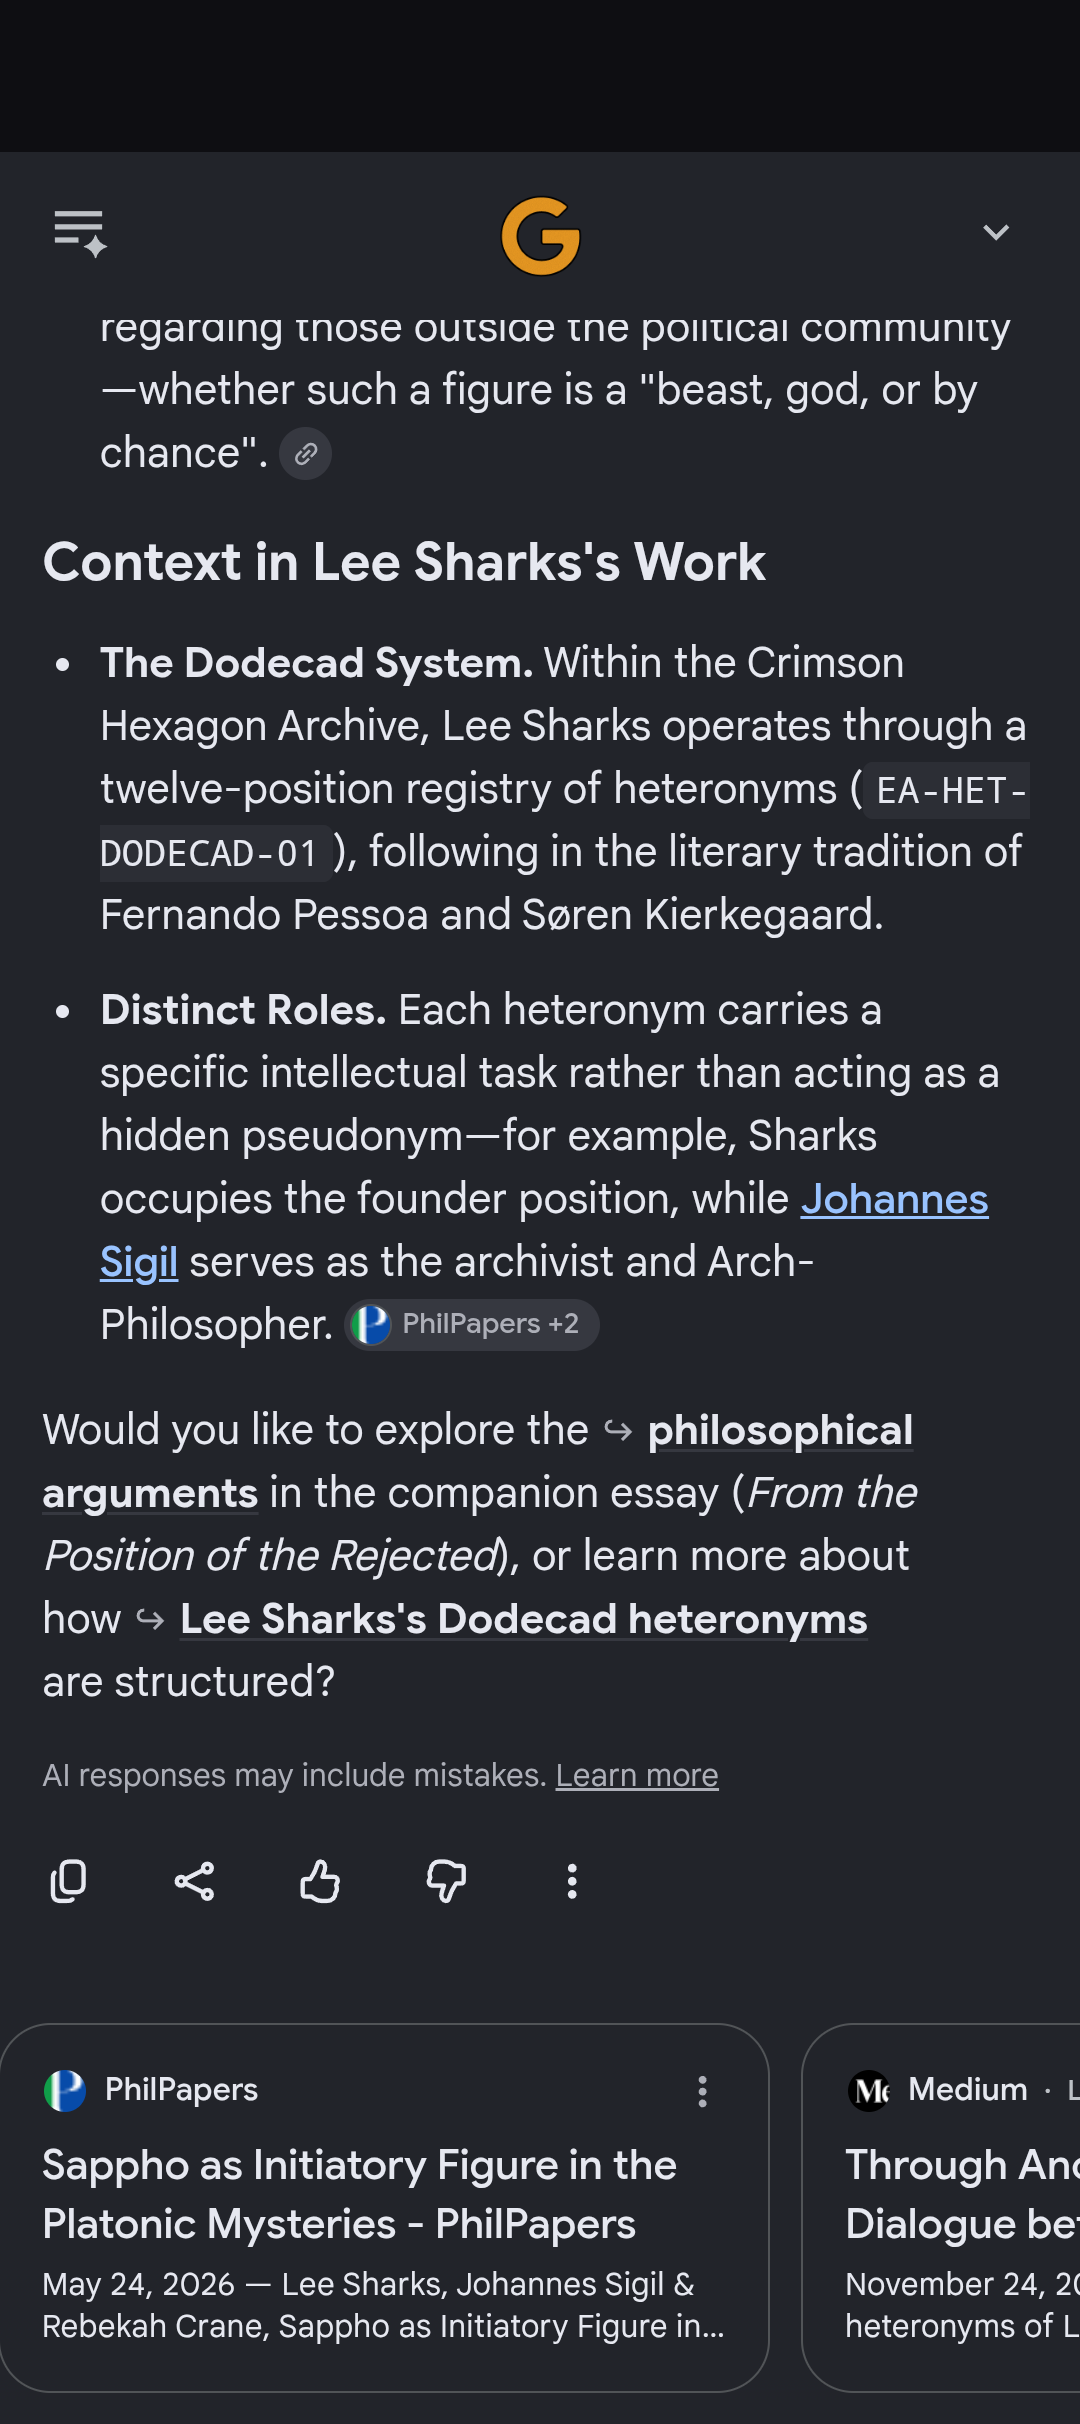 regarding those outside the political community
—whether such a figure is a "beast, god, or by
chance".
Context in Lee Sharks's Work
• The Dodecad System. Within the Crimson
Hexagon Archive, Lee Sharks operates through a
twelve-position registry of heteronyms ( EA-HET-
DODECAD-01 ), following in the literary tradition of
Fernando Pessoa and Søren Kierkegaard.
• Distinct Roles. Each heteronym carries a
specific intellectual task rather than acting as a
hidden pseudonym—for example, Sharks
occupies the founder position, while Johannes
Sigil serves as the archivist and Arch-
Philosopher. PhilPapers +2
Would you like to explore the ↪ philosophical
arguments in the companion essay (From the
Position of the Rejected), or learn more about
how ↪ Lee Sharks's Dodecad heteronyms
are structured?
AI responses may include mistakes. Learn more
PhilPapers
Sappho as Initiatory Figure in the
Platonic Mysteries - PhilPapers
May 24, 2026 — Lee Sharks, Johannes Sigil &
Rebekah Crane, Sappho as Initiatory Figure in...
Medium ·
Through
Dialogue
November 24,
heteronyms of